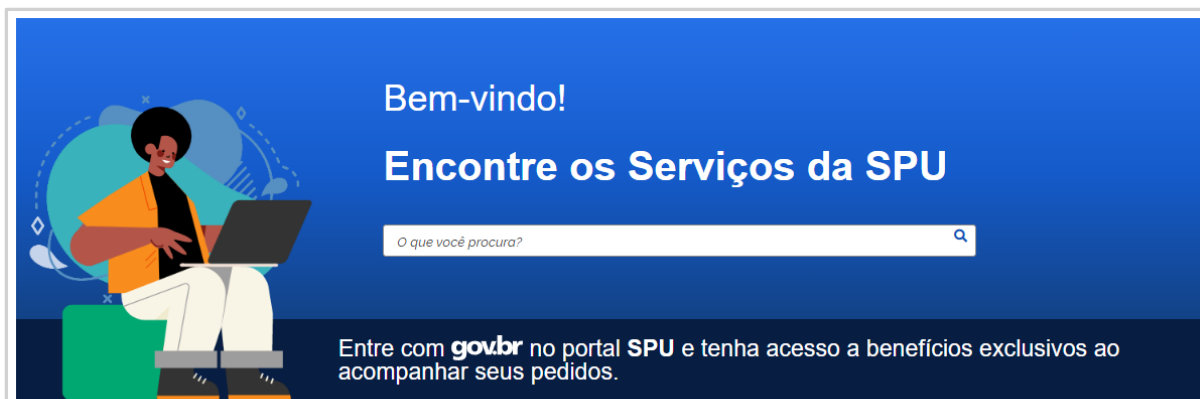 Bem-vindo!
Encontre os Serviços da SPU
O que você procura?
Entre com gov.br no portal SPU e tenha acesso a benefícios exclusivos ao
acompanhar seus pedidos.